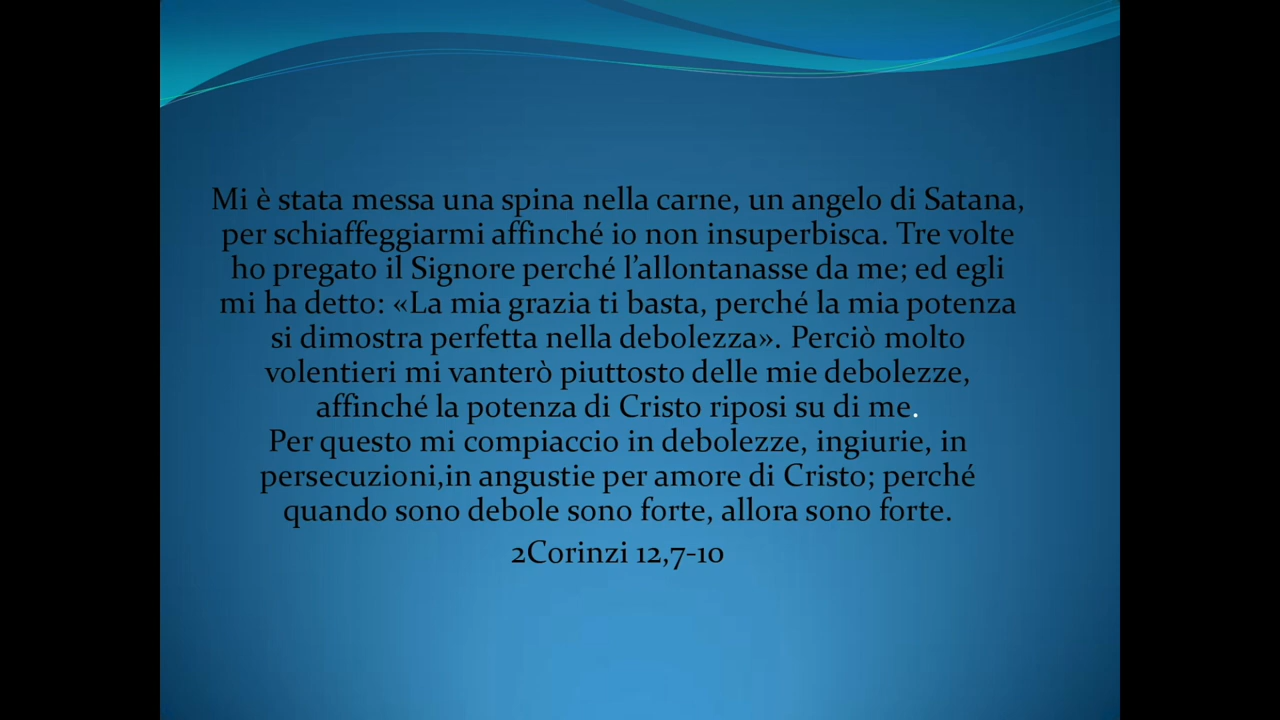 Mi è stata messa una spina nella carne, un angelo di Satana,
per schiaffeggiarmi affinché io non insuperbisca. Tre volte
ho pregato il Signore perché l’allontanasse da me; ed egli
mi ha detto: «La mia grazia ti basta, perché la mia potenza
si dimostra perfetta nella debolezza». Perciò molto
volentieri mi vanterò piuttosto delle mie debolezze,
affinché la potenza di Cristo riposi su di me.
Per questo mi compiaccio in debolezze, ingiurie, in
persecuzioni,in angustie per amore di Cristo; perché
quando sono debole sono forte, allora sono forte.
2Corinzi 12,7-10